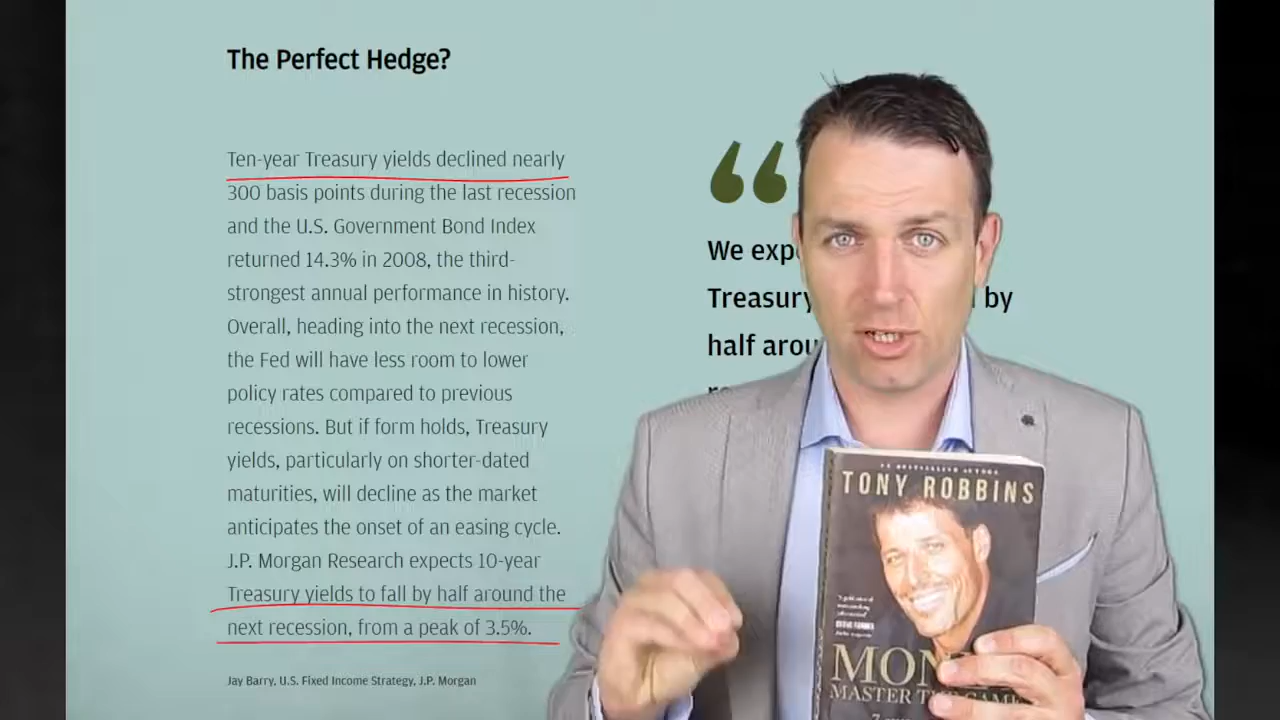 The Perfect Hedge?
Ten-year Treasury yields declined nearly
300 basis points during the last recession
and the U.S. Government Bond Index
returned 14.3% in 2008, the third-
strongest annual performance in history.
Overall, heading into the next recession,
the Fed will have less room to lower
policy rates compared to previous
recessions. But if form holds, Treasury
yields, particularly on shorter-dated
maturities, will decline as the market
anticipates the onset of an easing cycle.
J.P. Morgan Research expects 10-year
Treasury yields to fall by half around the
next recession, from a peak of 3.5%.
Jay Barry, U.S. Fixed Income Strategy, J.P. Morgan
“
We
Treasury by
half
#1 BESTSELLING AUTHOR
TONY ROBBINS
MASTER
7